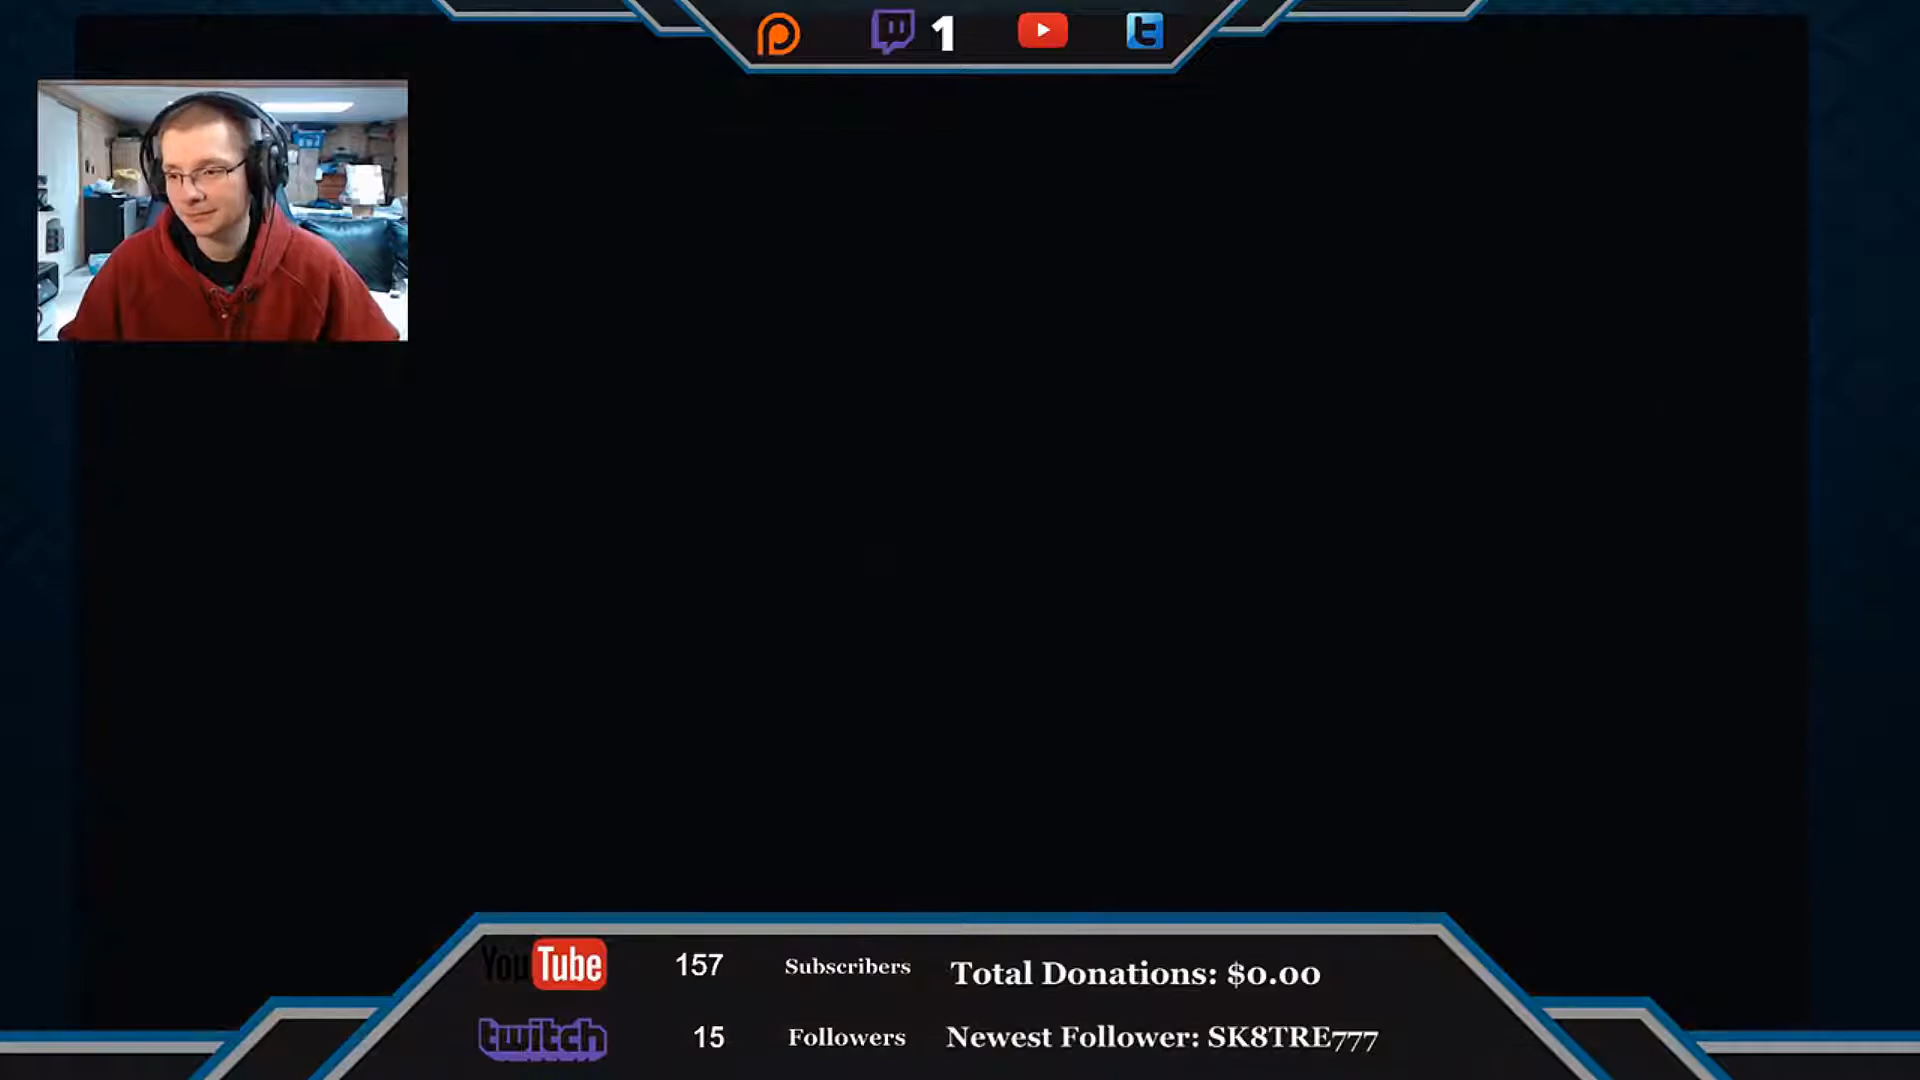 1
YouTube 157 Subscribers Total Donations: $0.00
twitch 15 Followers Newest Follower: SK8TRE777